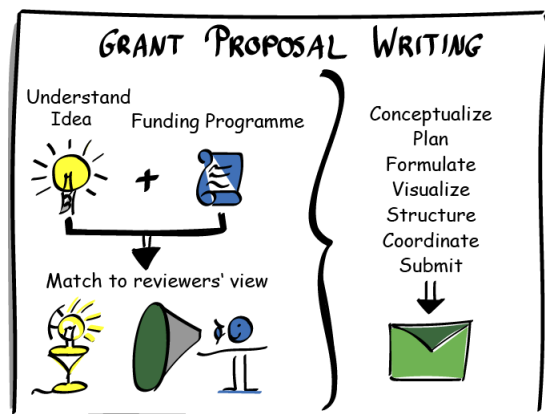 GRANT PROPOSAL WRITING
Understand
Idea
Funding Programme
Match to reviewers' view
Conceptualize
Plan
Formulate
Visualize
Structure
Coordinate
Submit